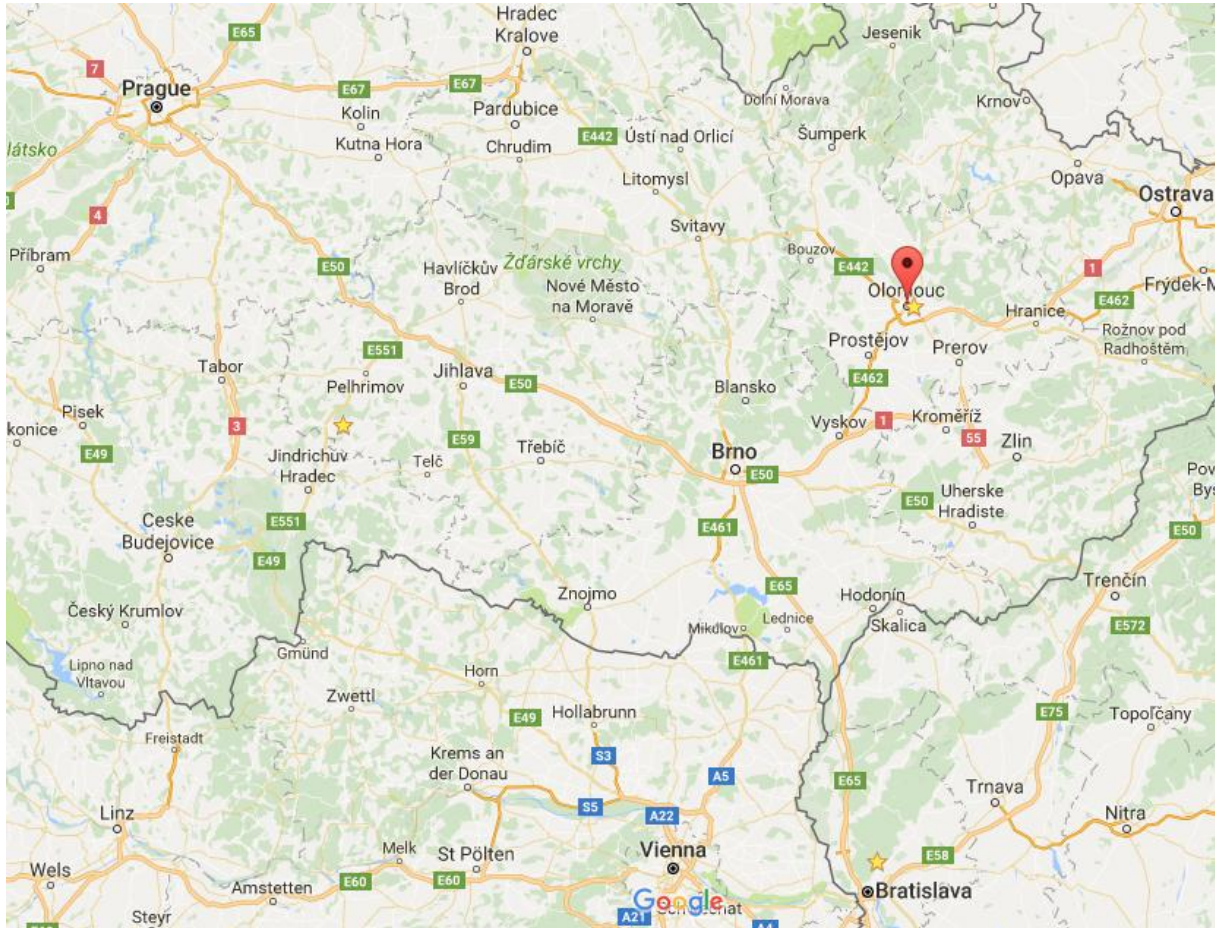 E65
Hradec
Kralove
Jesenik
7
Prague
E67
E67
Kolin
Pardubice
Dolní Morava
Krnov
látsko
Kutna Hora
Chrudim
E442
Ústí nad Orlicí
Šumperk
Litomysl
Opava
Ostrava
4
Svitavy
Příbram
E50
Havlíčkův
Brod
Žďárské vrchy
Nové Město
na Moravě
Bouzov
E442
1
Frýdek-M
Olomouc
E462
Hranice
Rožnov pod
Radhoštěm
E551
Prostějov
Prerov
Tabor
Pelhrimov
Jihlava
E50
E462
Blansko
Pisek
konice
3
E49
E59
Vyskov
1
Kroměříž
55
Zlin
Jindrichuv
Hradec
Telč
Třebíč
Brno
E50
Pov
Bys
E50
Uherske
Hradiste
E50
Ceske
Budejovice
E551
E461
E49
E65
Trenčín
Znojmo
Hodonín
Český Krumlov
Mikulov
Lednice
Skalica
E572
Gmünd
E461
Lipno nad
Vltavou
Horn
Zwettl
E49
Hollabrunn
E75
Topoľčany
Freistadt
Krems an
der Donau
S3
A5
E65
Trnava
Linz
S5
A22
Nitra
Melk
St Pölten
Vienna
E58
Wels
E60
E60
Amstetten
Bratislava
Google
Steyr
A21
A4